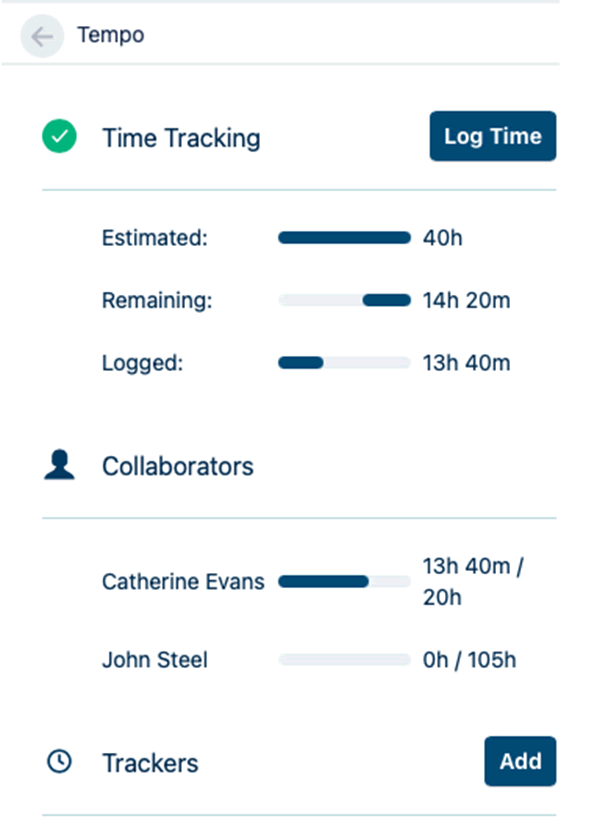 Tempo
Time Tracking
Log Time
Estimated: 40h
Remaining: 14h 20m
Logged: 13h 40m
Collaborators
Catherine Evans 13h 40m /
20h
John Steel 0h / 105h
Trackers
Add